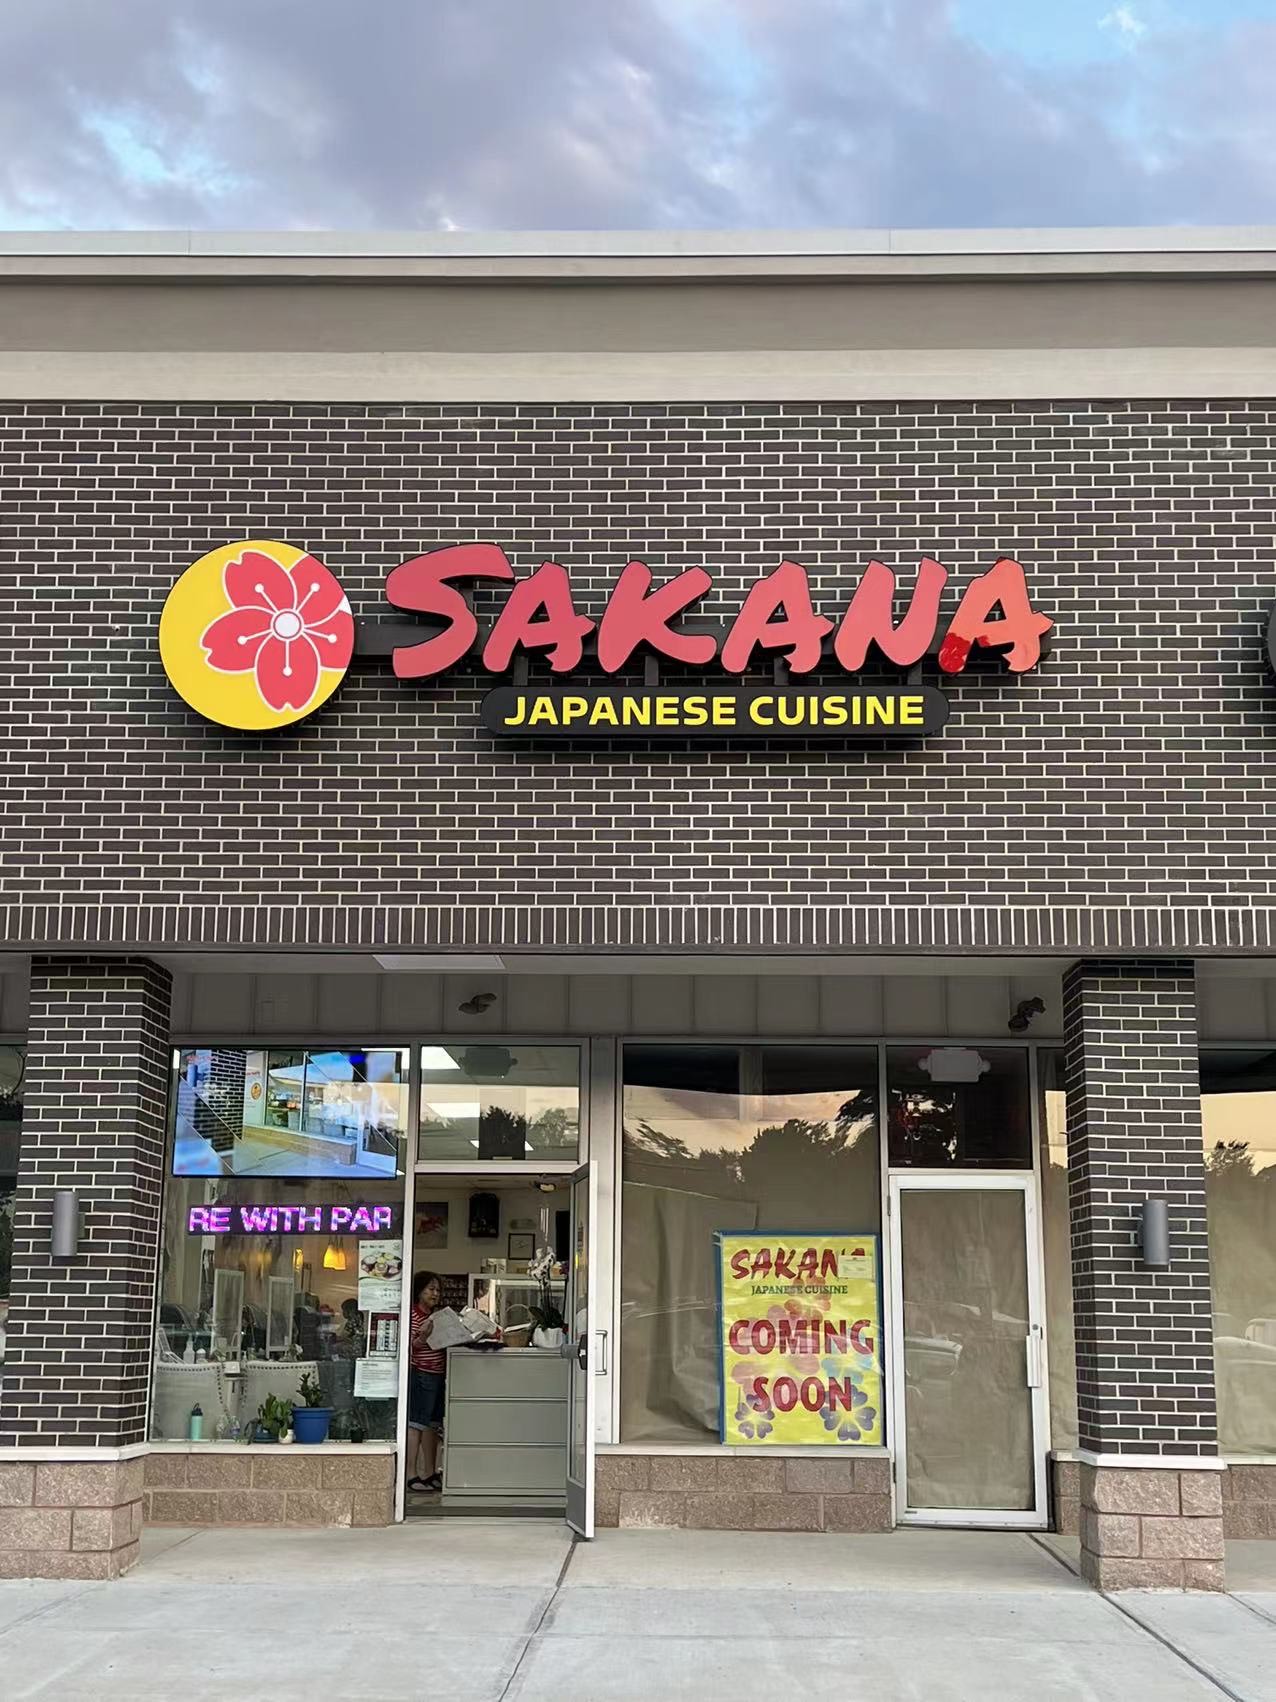 SAKANA
JAPANESE CUISINE
RE WITH PAR
SAKANA
JAPANESE CUISINE
COMING
SOON